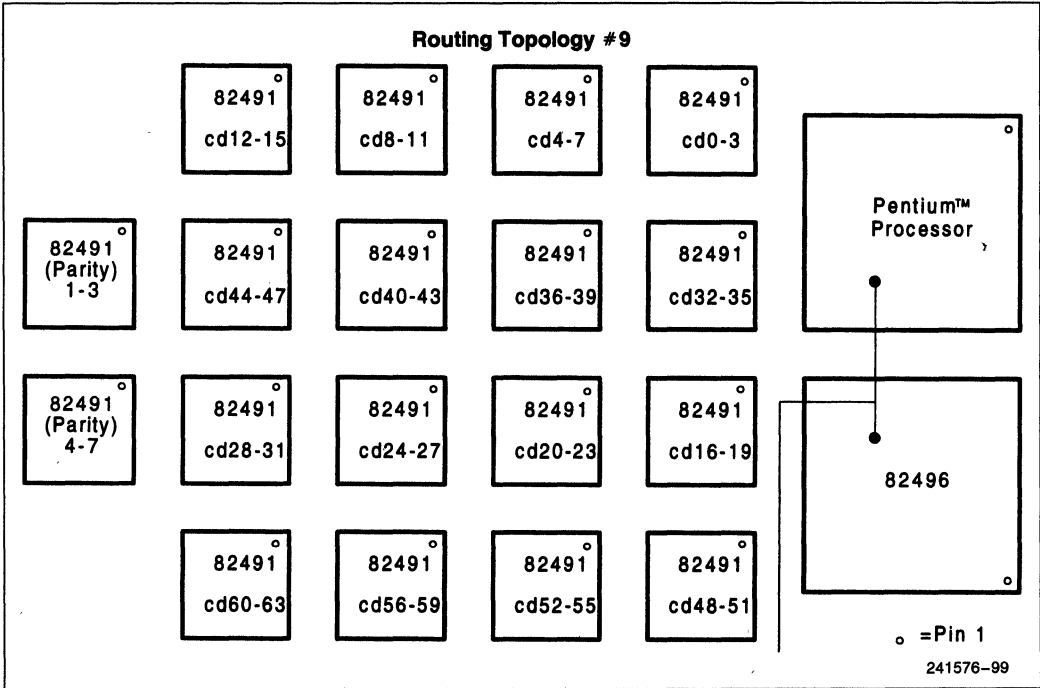 Routing Topology #9
82491
cd12-15
82491
cd8-11
82491
cd4-7
82491
cd0-3
Pentium™
Processor
82491
(Parity)
1-3
82491
cd44-47
82491
cd40-43
82491
cd36-39
82491
cd32-35
82491
(Parity)
4-7
82491
cd28-31
82491
cd24-27
82491
cd20-23
82491
cd16-19
82496
82491
cd60-63
82491
cd56-59
82491
cd52-55
82491
cd48-51
=Pin 1
241576-99